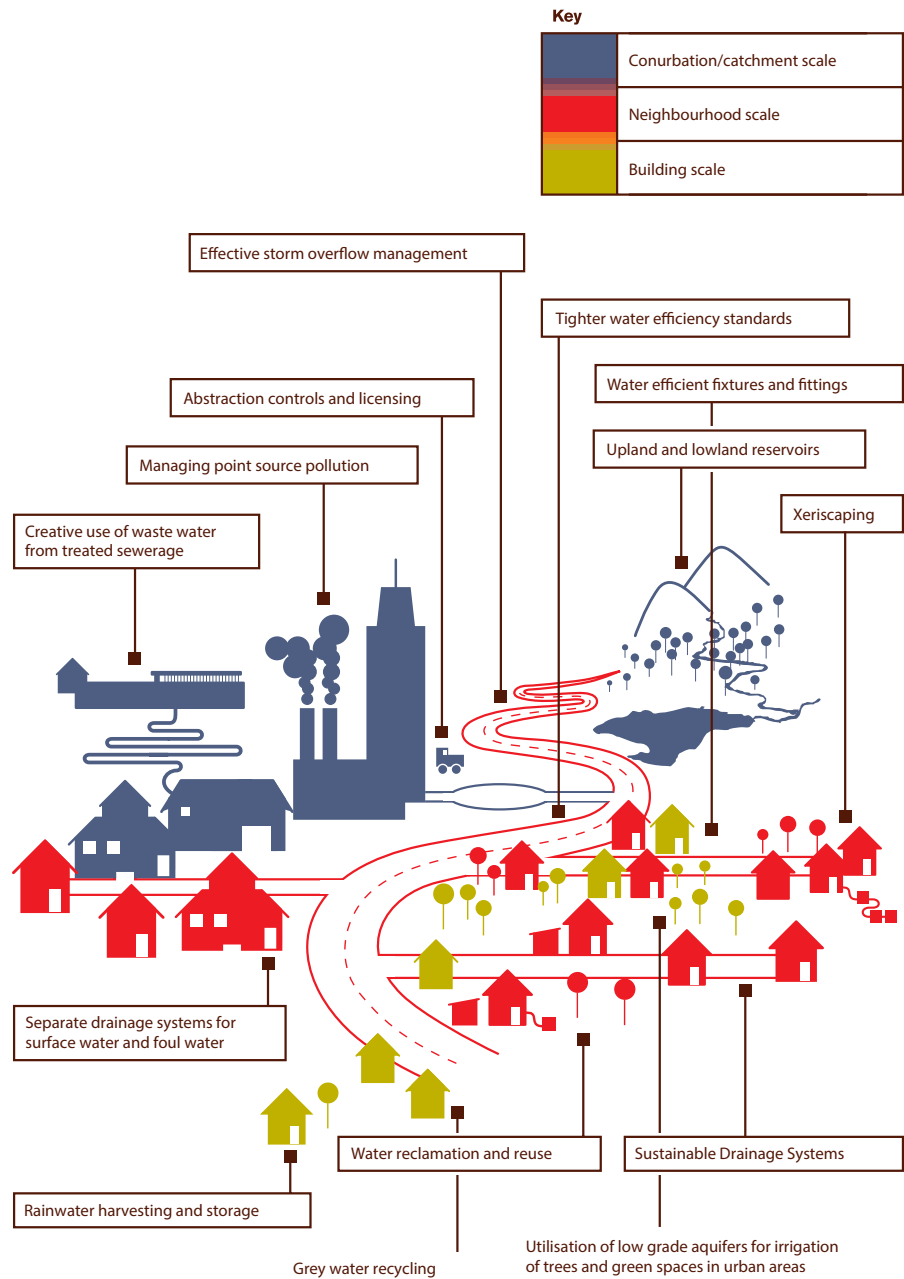 Key
Conurbation/catchment scale
Neighbourhood scale
Building scale
Effective storm overflow management
Tighter water efficiency standards
Water efficient fixtures and fittings
Abstraction controls and licensing
Upland and lowland reservoirs
Managing point source pollution
Xeriscaping
Creative use of waste water
from treated sewerage
Separate drainage systems for
surface water and foul water
Water reclamation and reuse
Sustainable Drainage Systems
Rainwater harvesting and storage
Grey water recycling
Utilisation of low grade aquifers for irrigation
of trees and green spaces in urban areas